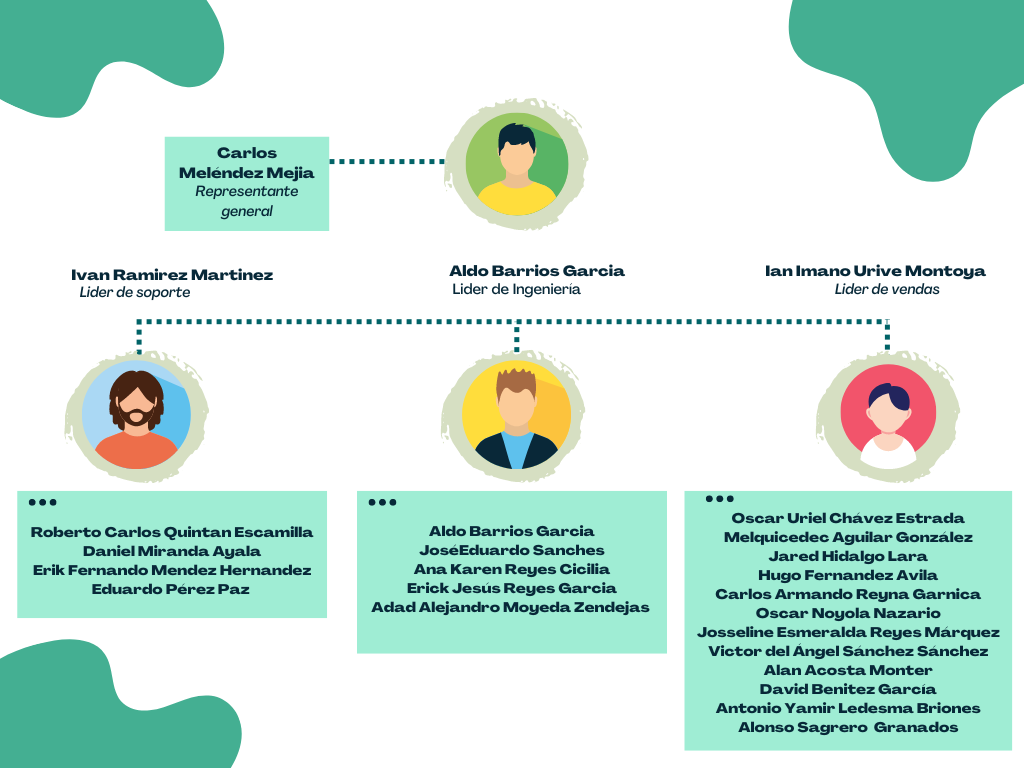 Carlos
Meléndez Mejia
Representante
general
Ivan Ramirez Martinez
Lider de soporte
Aldo Barrios Garcia
Lider de Ingeniería
Ian Imano Urive Montoya
Lider de vendas
Roberto Carlos Quintan Escamilla
Daniel Miranda Ayala
Erik Fernando Mendez Hernandez
Eduardo Pérez Paz
Aldo Barrios Garcia
JoséEduardo Sanches
Ana Karen Reyes Cicilia
Erick Jesús Reyes Garcia
Adad Alejandro Moyeda Zendejas
Oscar Uriel Chávez Estrada
Melquicedec Aguilar González
Jared Hidalgo Lara
Hugo Fernandez Avila
Carlos Armando Reyna Garnica
Oscar Noyola Nazario
Josseline Esmeralda Reyes Márquez
Victor del Ángel Sánchez Sánchez
Alan Acosta Monter
David Benitez García
Antonio Yamir Ledesma Briones
Alonso Sagrero Granados